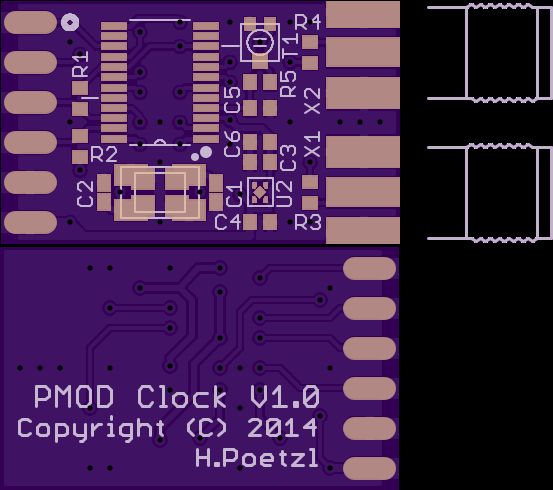 R4
R1
T1
R5
C5
X2
C6
X1
R2
C3
C2
C1
U2
C4
R3
PMOD Clock V1.0
Copyright (C) 2014
H.Poetzl